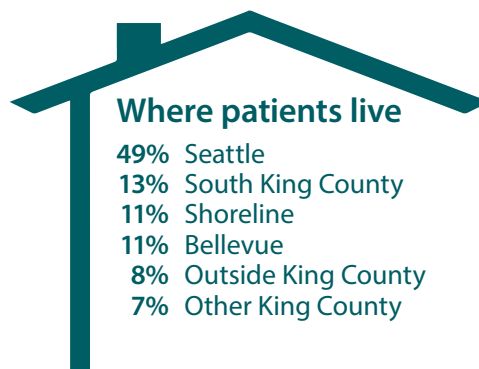 Where patients live
49% Seattle
13% South King County
11% Shoreline
11% Bellevue
8% Outside King County
7% Other King County